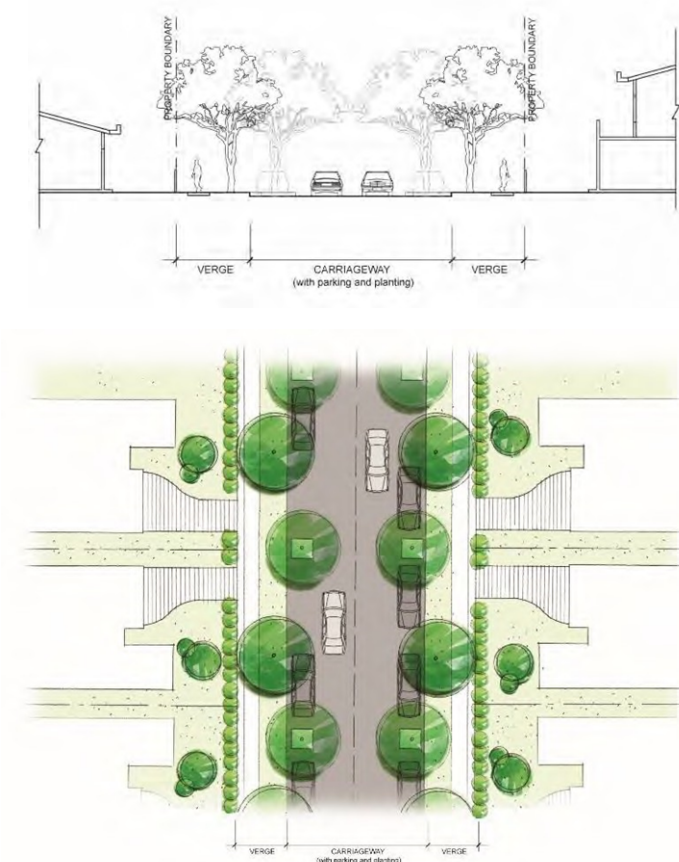 PROPERTY BOUNDARY
PROPERTY BOUNDARY
VERGE
CARRIAGEWAY
(with parking and planting)
VERGE
VERGE
CARRIAGEWAY
(with parking and planting)
VERGE